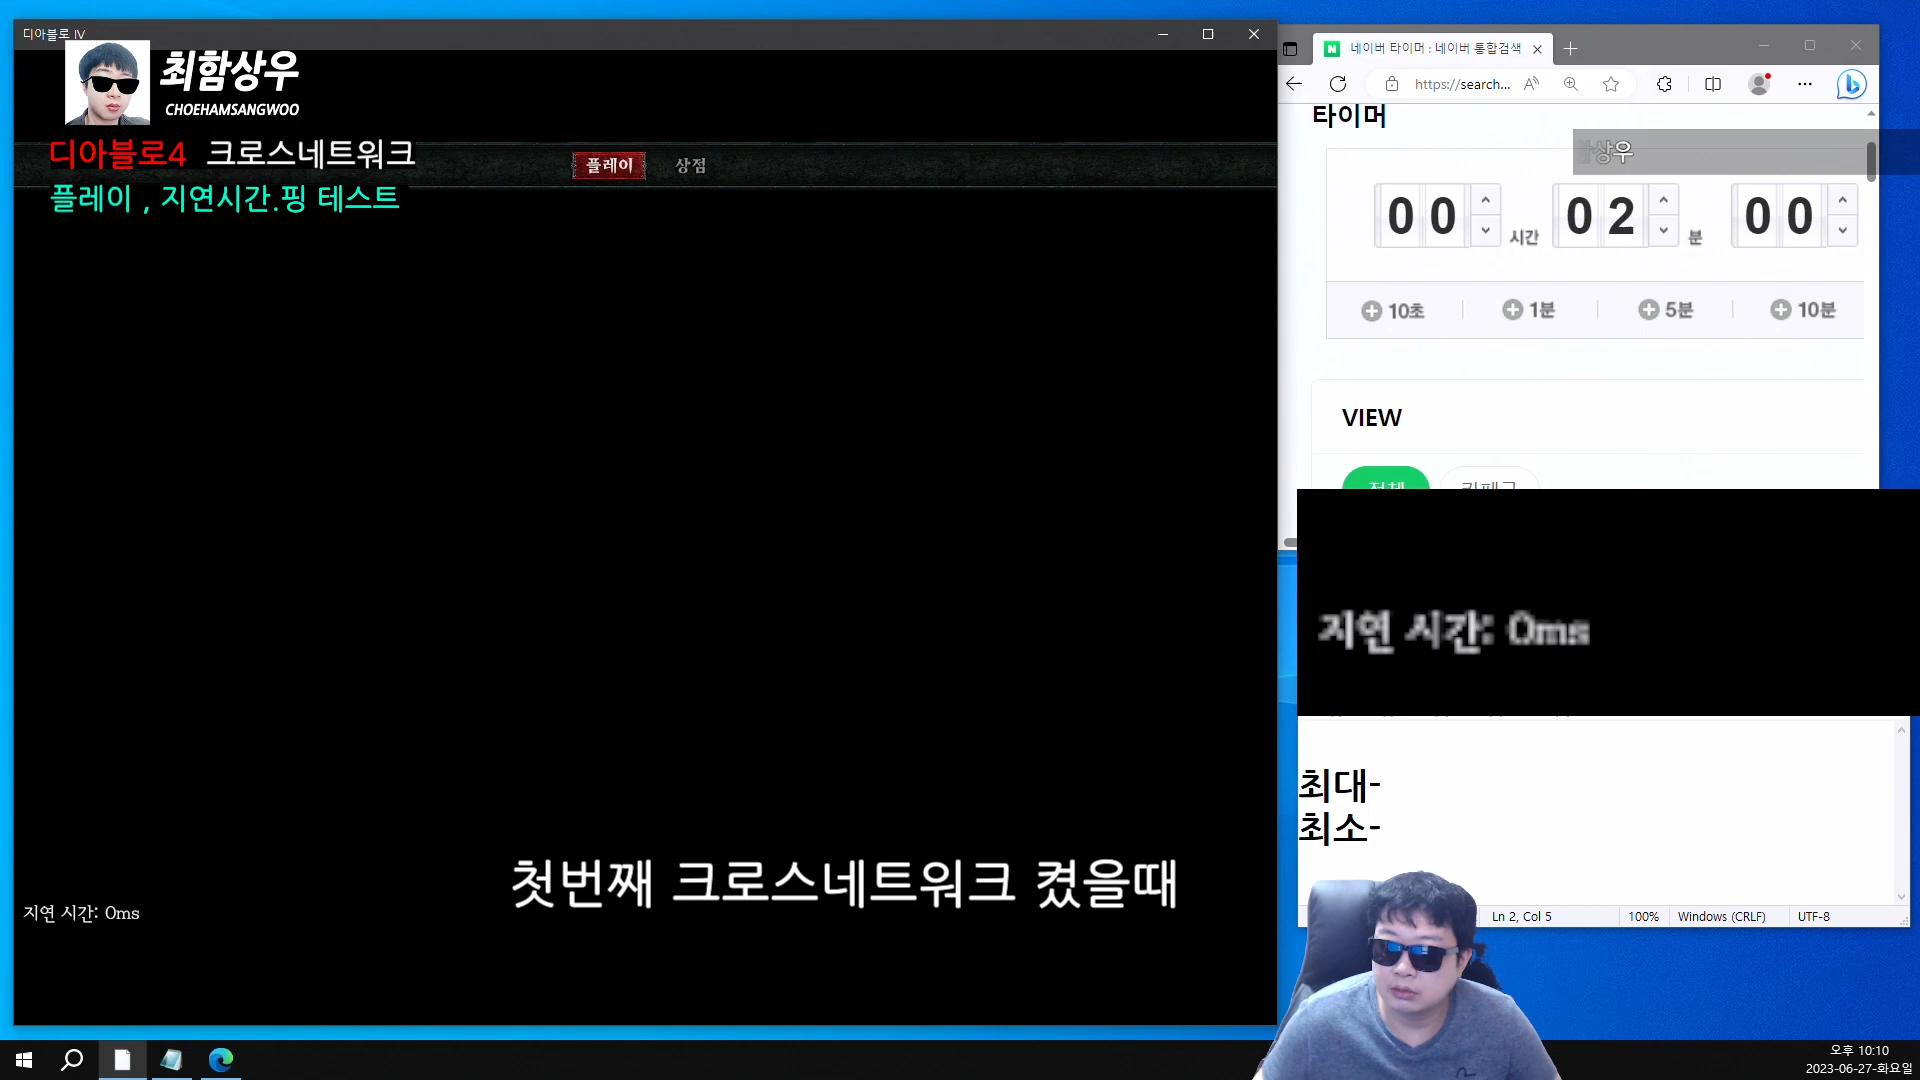 디아블로 IV
최함상우
CHOEHAMSANGWOO
디아블로4 크로스네트워크
플레이 , 지연시간.핑 테스트
플레이 상점
지연 시간: 0ms
첫번째 크로스네트워크 켰을때
네이버 타이머 : 네이버 통합검색
https://search...
타이머
상우
00 시간 02 분 00
10초 1분 5분 10분
VIEW
전체
지연 시간: 0ms
최대-
최소-
Ln 2, Col 5 100% Windows (CRLF) UTF-8
오후 10:10
2023-06-27-화요일